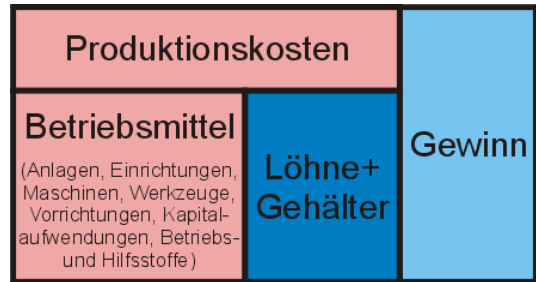 Produktionskosten
Betriebsmittel
(Anlagen, Einrichtungen,
Maschinen, Werkzeuge,
Vorrichtungen, Kapital-
aufwendungen, Betriebs-
und Hilfsstoffe)
Löhne+
Gehälter
Gewinn